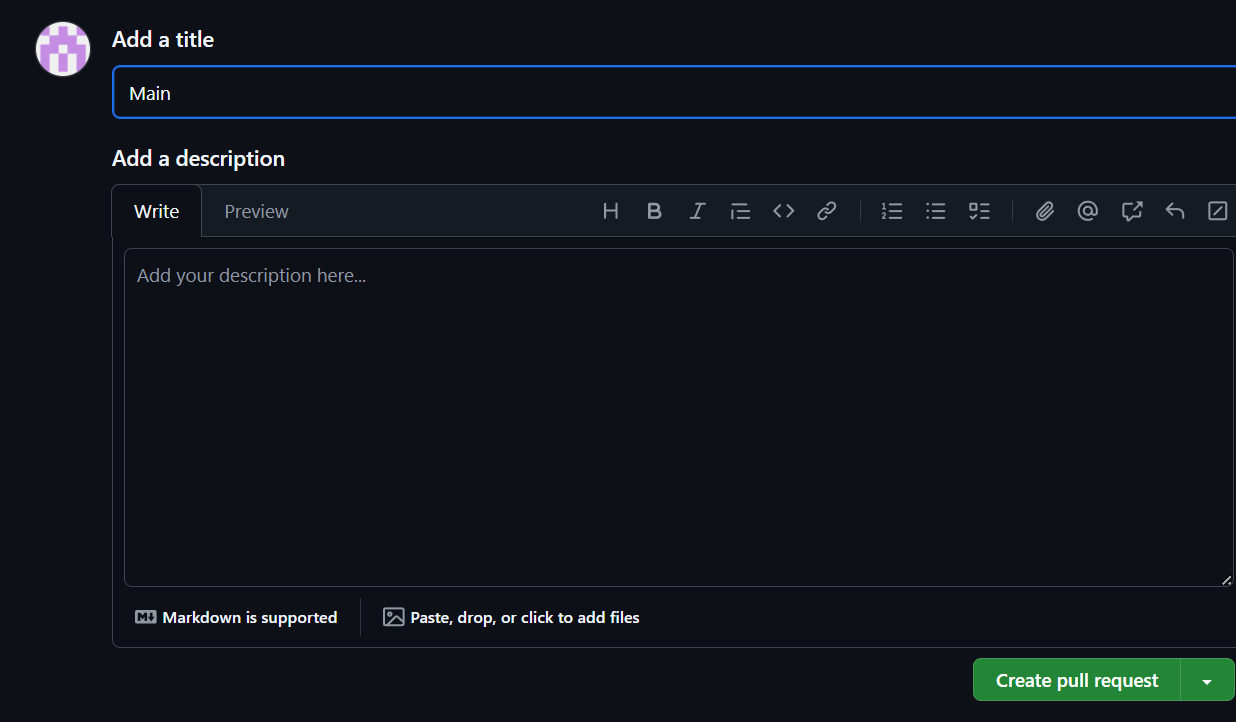 Add a title
Main
Add a description
Write Preview
Add your description here...
Markdown is supported
Paste, drop, or click to add files
Create pull request